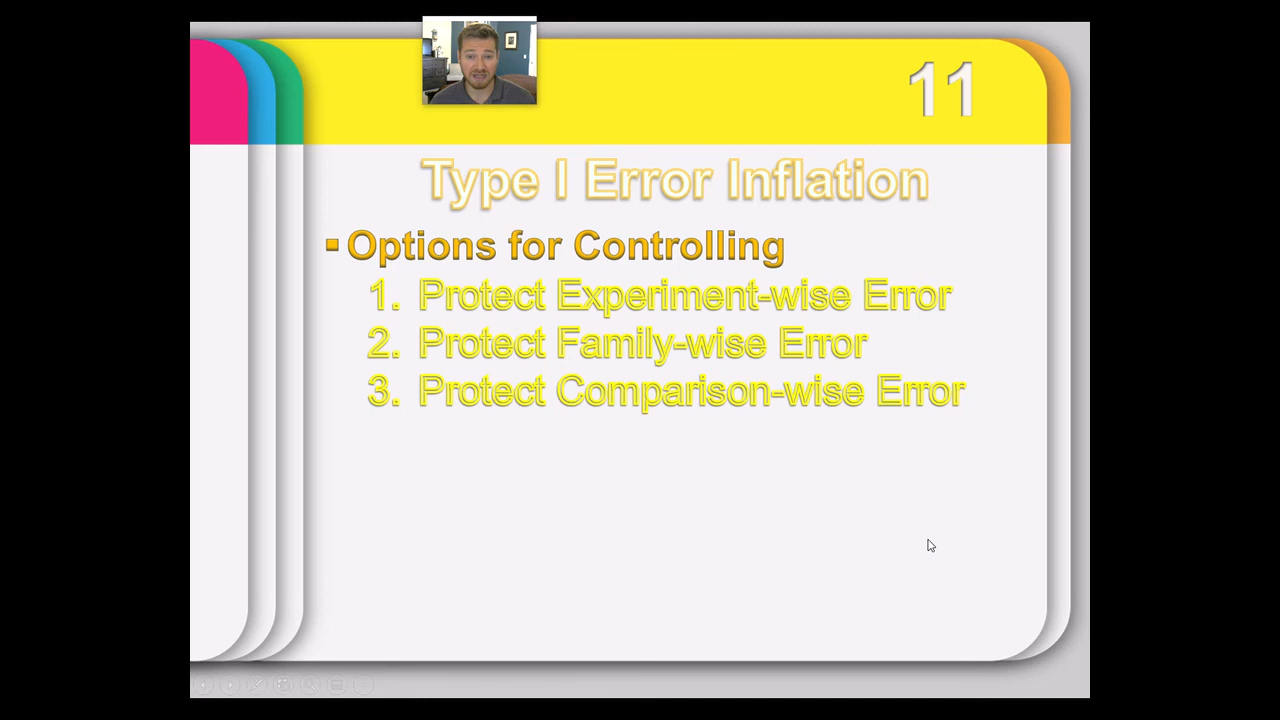 11
Type I Error Inflation
▪ Options for Controlling
1. Protect Experiment-wise Error
2. Protect Family-wise Error
3. Protect Comparison-wise Error